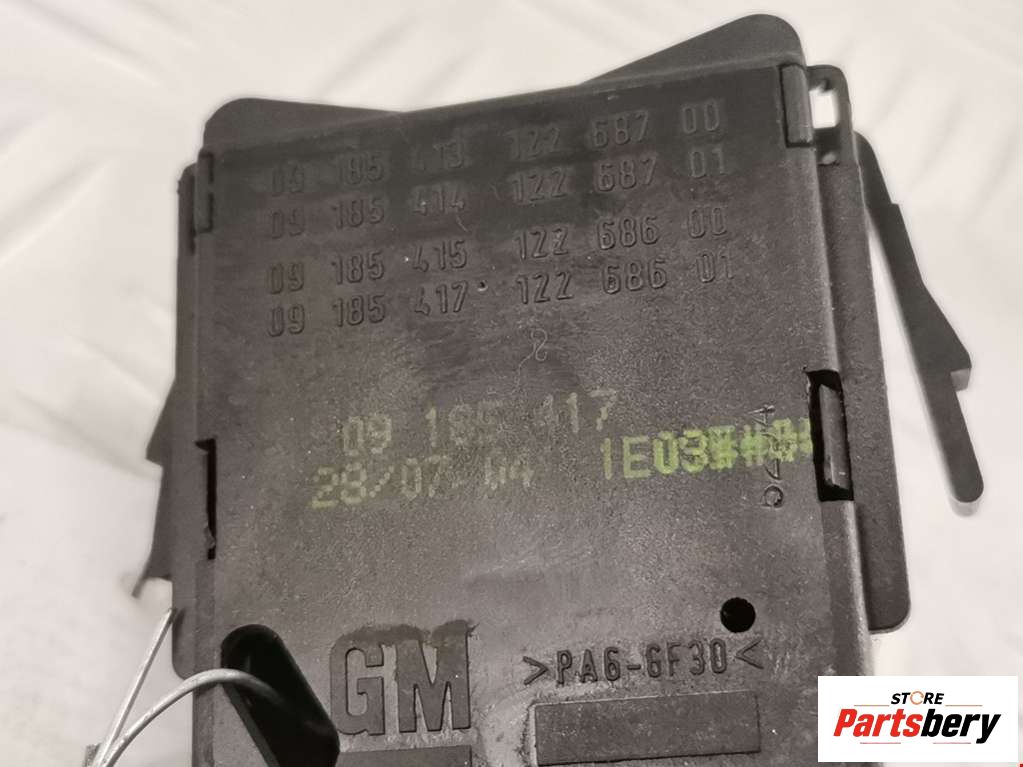 09 185 413 122 687 00
09 185 414 122 687 01
09 185 415 122 686 00
09 185 417 122 686 01
09 185 417
28/07 04 1E03
GM
>PA6-GF30<
STORE
Partsbery